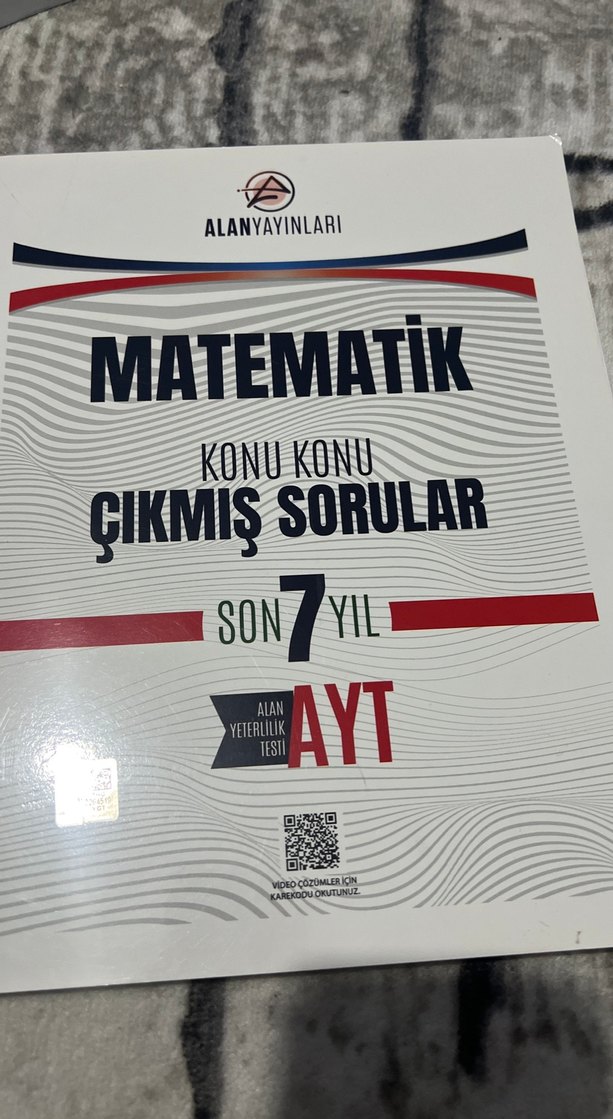 ALANYAYINLARI
MATEMATİK
KONU KONU
ÇIKMIŞ SORULAR
SON 7 YIL
ALAN
YETERLİLİK
TESTİ
AYT
VİDEO ÇÖZÜMLER İÇİN
KAREKODU OKUTUNUZ.